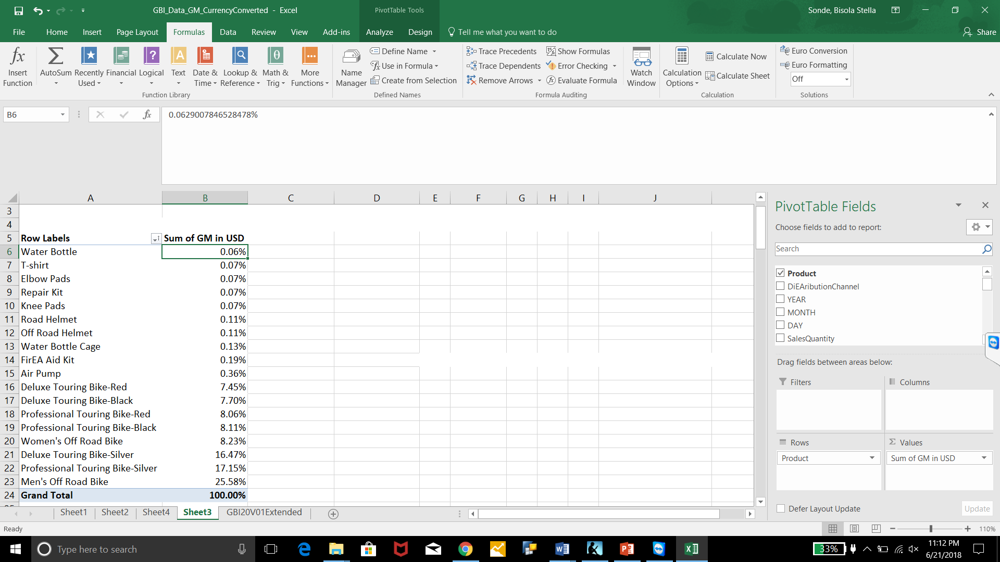 GBI_Data_GM_CurrencyConverted - Excel
PivotTable Tools
Sonde, Bisola Stella
File Home Insert Page Layout Formulas Data Review View Add-ins Analyze Design Tell me what you want to do Share
fx Insert Function
AutoSum
Recently Used
Financial
Logical
Text
Date & Time
Lookup & Reference
Math & Trig
More Functions
Function Library
Name Manager
Define Name
Use in Formula
Create from Selection
Defined Names
Trace Precedents
Trace Dependents
Remove Arrows
Show Formulas
Error Checking
Evaluate Formula
Formula Auditing
Watch Window
Calculation Options
Calculate Now
Calculate Sheet
Calculation
Euro Conversion
Euro Formatting
Off
Solutions
B6 fx 0.0629007846528478%
A B C D E F G H I J
3
4
5 Row Labels Sum of GM in USD
6 Water Bottle 0.06%
7 T-shirt 0.07%
8 Elbow Pads 0.07%
9 Repair Kit 0.07%
10 Knee Pads 0.07%
11 Road Helmet 0.11%
12 Off Road Helmet 0.11%
13 Water Bottle Cage 0.13%
14 FirEA Aid Kit 0.19%
15 Air Pump 0.36%
16 Deluxe Touring Bike-Red 7.45%
17 Deluxe Touring Bike-Black 7.70%
18 Professional Touring Bike-Red 8.06%
19 Professional Touring Bike-Black 8.11%
20 Women's Off Road Bike 8.23%
21 Deluxe Touring Bike-Silver 16.47%
22 Professional Touring Bike-Silver 17.15%
23 Men's Off Road Bike 25.58%
24 Grand Total 100.00%
PivotTable Fields
Choose fields to add to report:
Search
Product
DiEAributionChannel
YEAR
MONTH
DAY
SalesQuantity
Drag fields between areas below:
Filters Columns
Rows Σ Values
Product Sum of GM in USD
Defer Layout Update Update
Sheet1 Sheet2 Sheet4 Sheet3 GBI20V01Extended
Ready 110%
Type here to search
33%
11:12 PM
6/21/2018